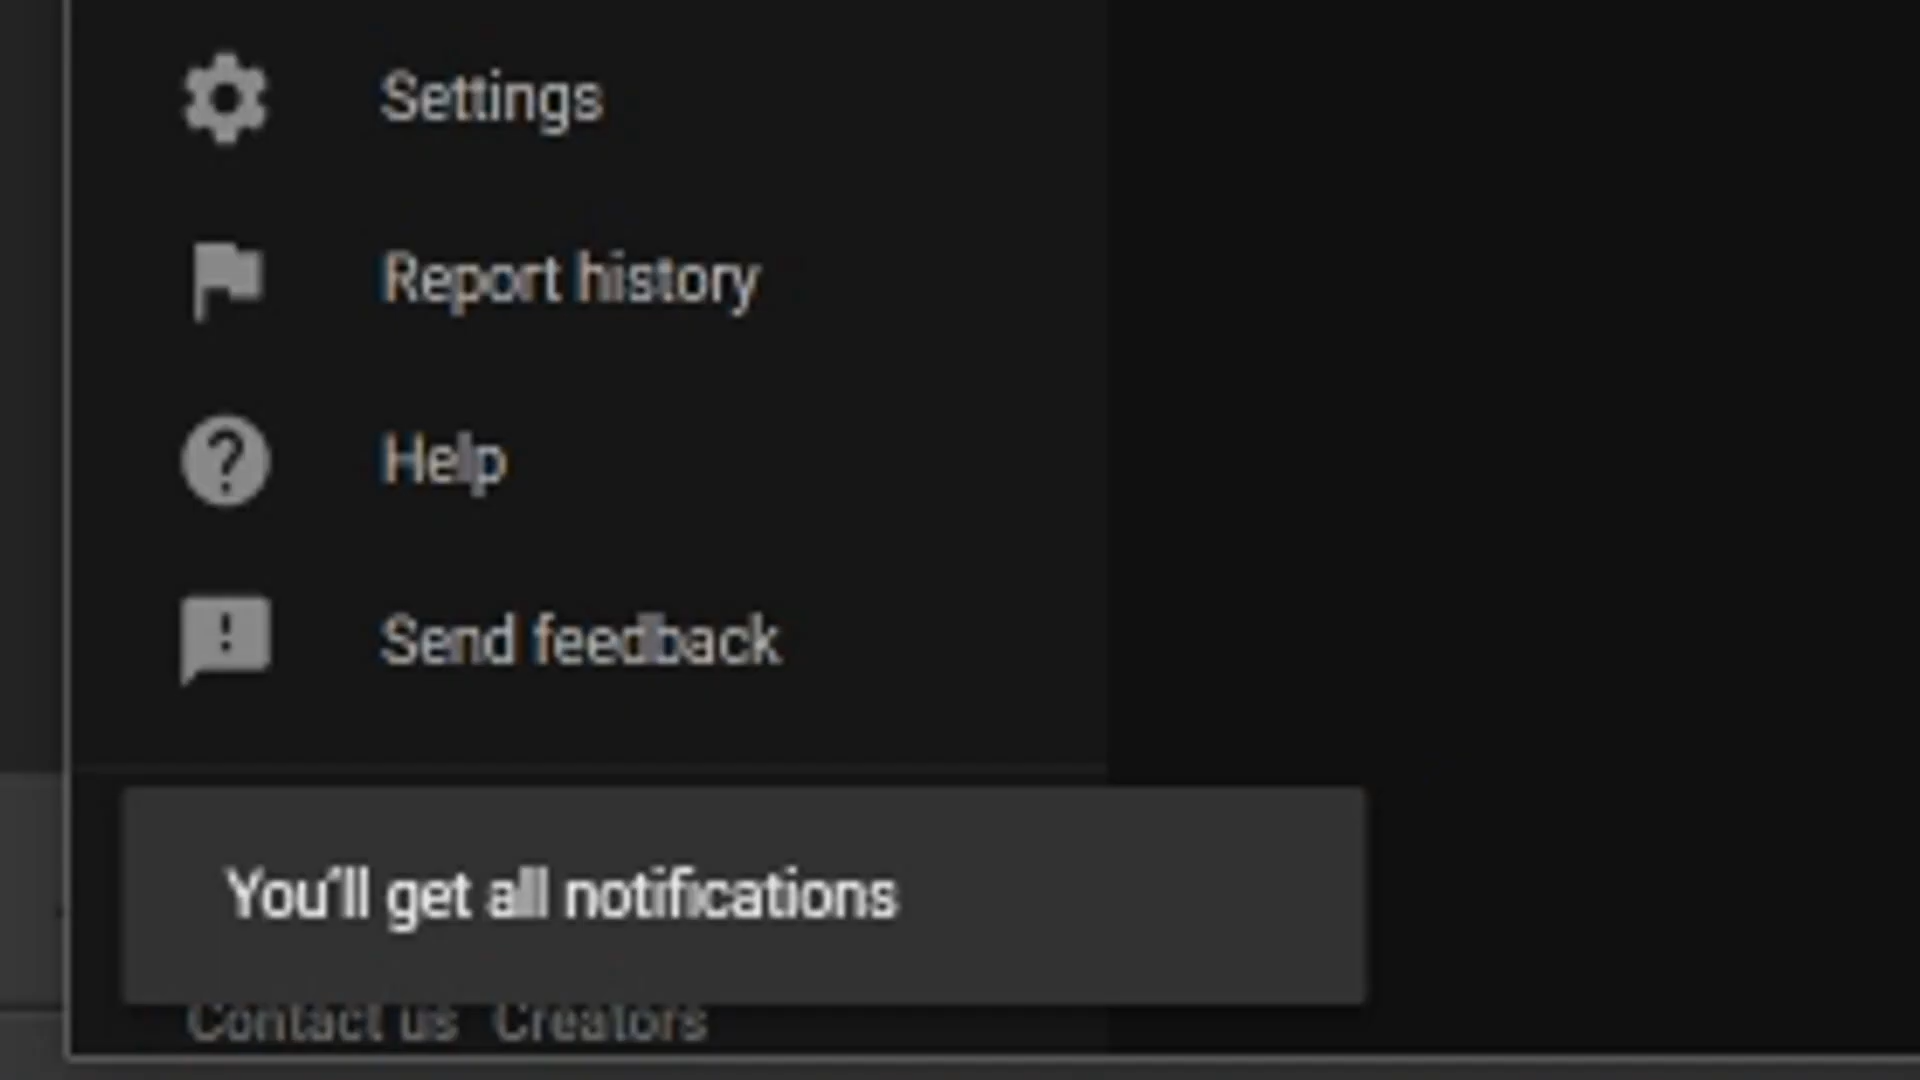 Settings
Report history
Help
Send feedback
You'll get all notifications
Contact us Creators